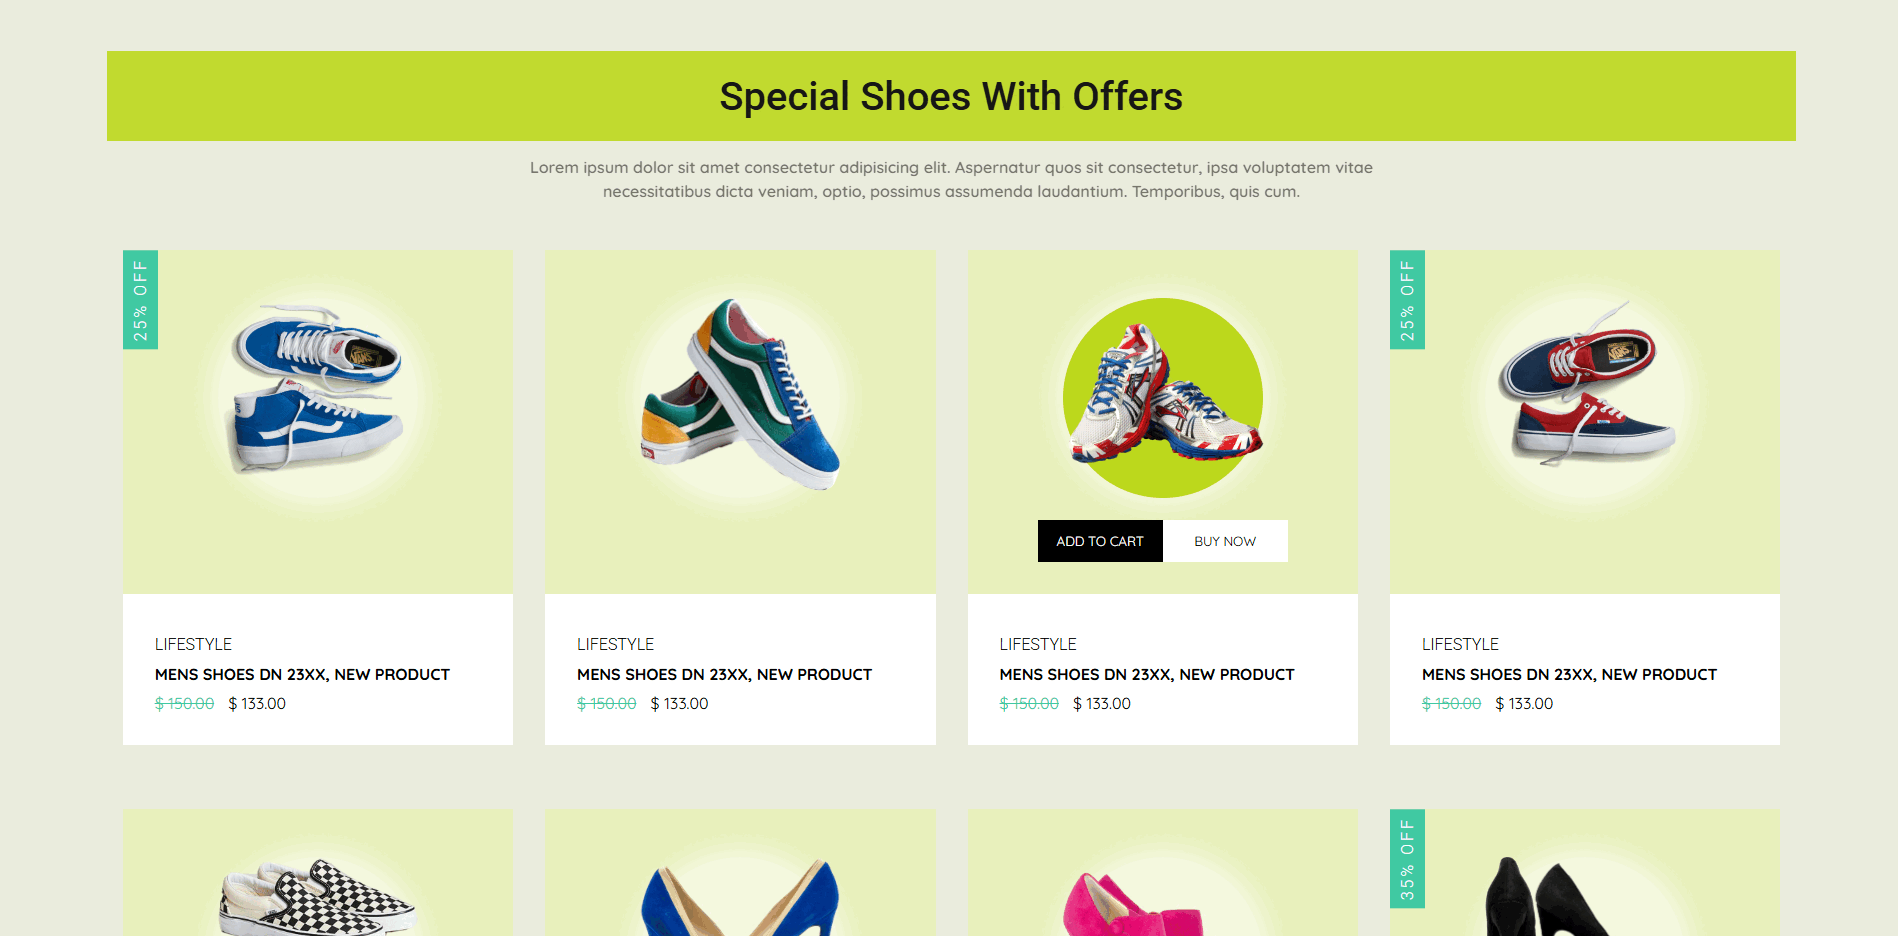 Special Shoes With Offers
Lorem ipsum dolor sit amet consectetur adipisicing elit. Aspernatur quos sit consectetur, ipsa voluptatem vitae
necessitatibus dicta veniam, optio, possimus assumenda laudantium. Temporibus, quis cum.
25% OFF
VANS
25% OFF
VANS
ADD TO CART
BUY NOW
LIFESTYLE
MENS SHOES DN 23XX, NEW PRODUCT
$ 150.00 $ 133.00
LIFESTYLE
MENS SHOES DN 23XX, NEW PRODUCT
$ 150.00 $ 133.00
LIFESTYLE
MENS SHOES DN 23XX, NEW PRODUCT
$ 150.00 $ 133.00
LIFESTYLE
MENS SHOES DN 23XX, NEW PRODUCT
$ 150.00 $ 133.00
35% OFF